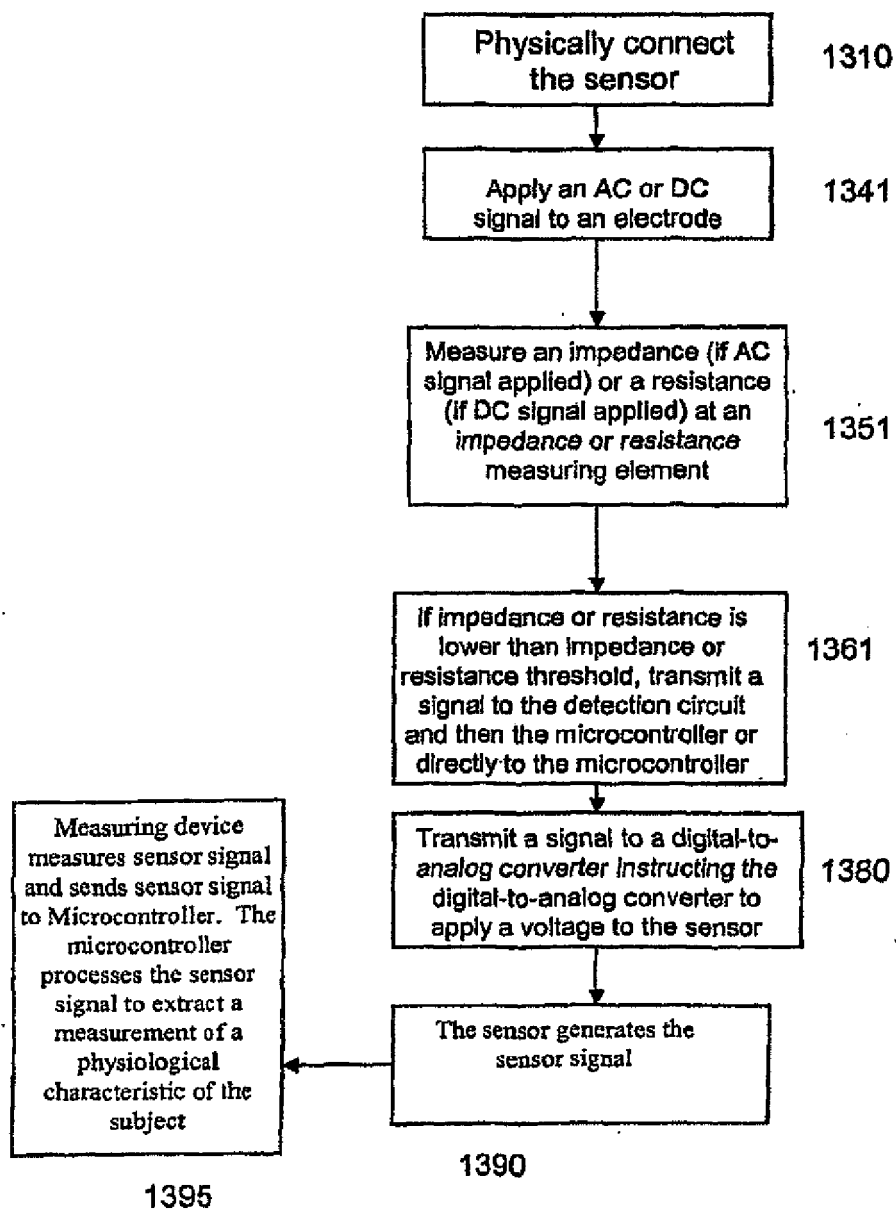 Physically connect
the sensor
1310
Apply an AC or DC
signal to an electrode
1341
Measure an impedance (if AC
signal applied) or a resistance
(if DC signal applied) at an
impedance or resistance
measuring element
1351
If impedance or resistance is
lower than impedance or
resistance threshold, transmit a
signal to the detection circuit
and then the microcontroller or
directly to the microcontroller
1361
Transmit a signal to a digital-to-
analog converter instructing the
digital-to-analog converter to
apply a voltage to the sensor
1380
The sensor generates the
sensor signal
1390
Measuring device
measures sensor signal
and sends sensor signal
to Microcontroller. The
microcontroller
processes the sensor
signal to extract a
measurement of a
physiological
characteristic of the
subject
1395